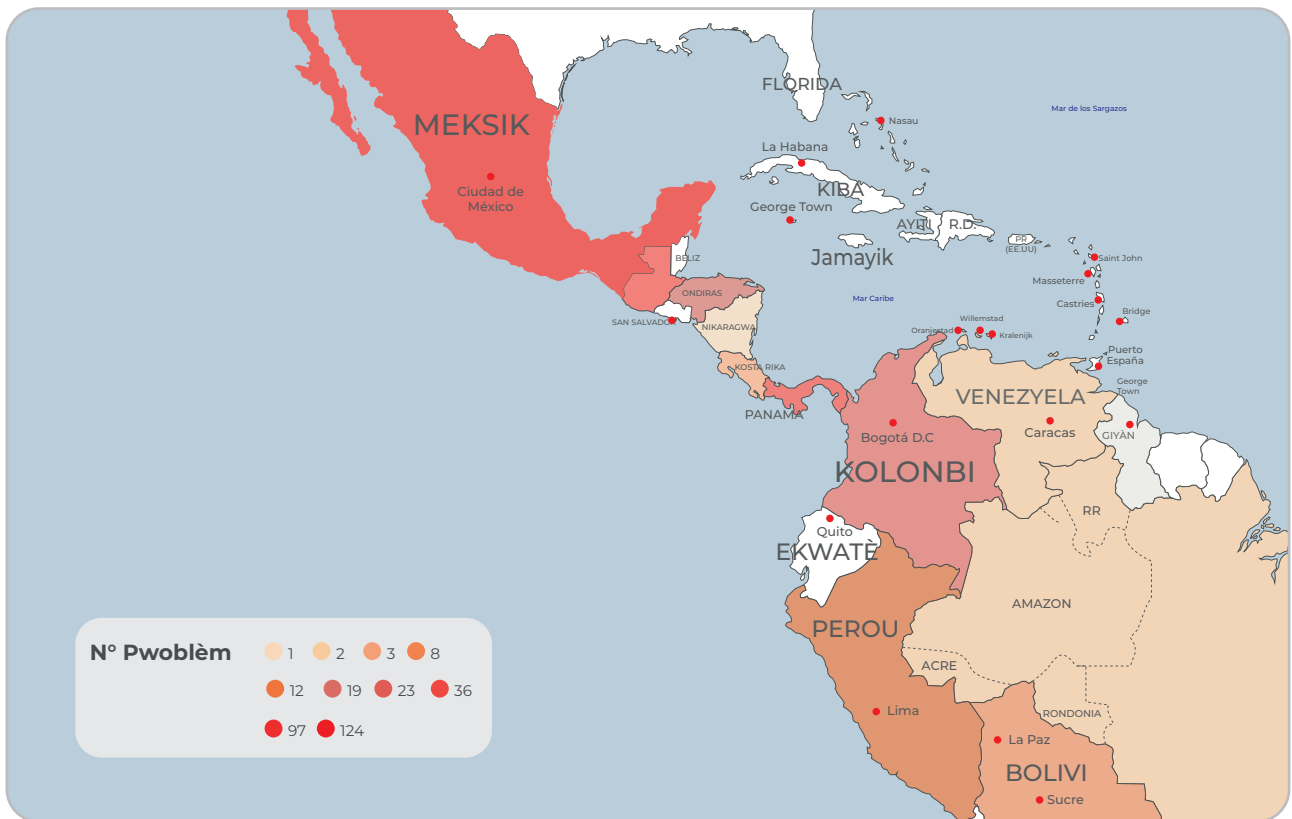 FLORIDA
Mar de los Sargazos
MEKSIK
Nasau
La Habana
Ciudad de
México
KIBA
George Town
AYITI
R.D.
PR
(EE.UU)
Jamayik
BELIZ
Saint John
Masseterre
ONDIRAS
Mar Caribe
Castries
SAN SALVADOR
NIKARAGWA
Oranjestad
Willemstad
Kralenijk
Bridge
Puerto
España
KOSTA RIKA
George
Town
PANAMA
VENEZYELA
Bogotá D.C
Caracas
GIYÀN
KOLONBI
RR
Quito
EKWATÈ
AMAZON
PEROU
ACRE
Lima
RONDONIA
La Paz
BOLIVI
Sucre
N° Pwoblèm
1 2 3 8
12 19 23 36
97 124